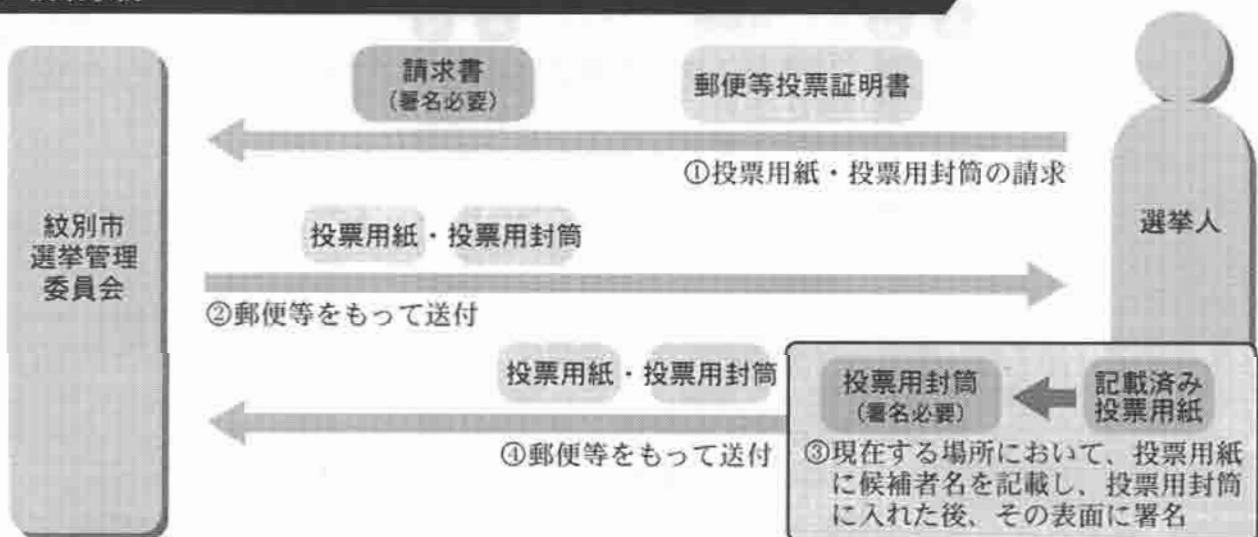 請求書
(署名必要)
郵便等投票証明書
①投票用紙・投票用封筒の請求
紋別市
選挙管理
委員会
選挙人
投票用紙・投票用封筒
②郵便等をもって送付
投票用紙・投票用封筒
④郵便等をもって送付
投票用封筒
(署名必要)
記載済み
投票用紙
③現在する場所において、投票用紙
に候補者名を記載し、投票用封筒
に入れた後、その表面に署名